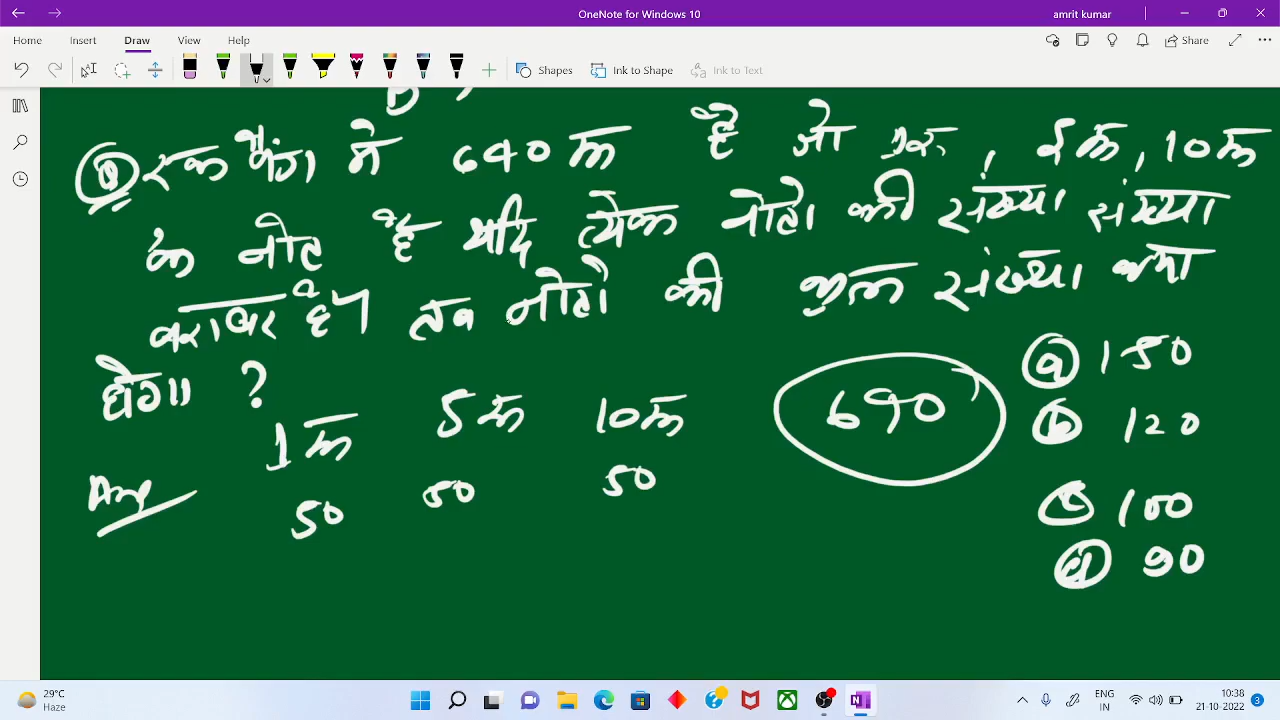 OneNote for Windows 10
amrit kumar
Home Insert Draw View Help
Share
Shapes
Ink to Shape
Ink to Text
एक बैंग में 640 रू है जो 1रू, 5रू, 10रू
के नोट है यदि त्येक नोटो की संख्या संख्या
बराबर है। तब नोटो की कुल संख्या क्या
होगा ?
1रू 5रू 10रू
690
Ans
50 50 50
a 150
b 120
c 100
d 90
29°C
Haze
ENG
IN
10:38
21-10-2022
3